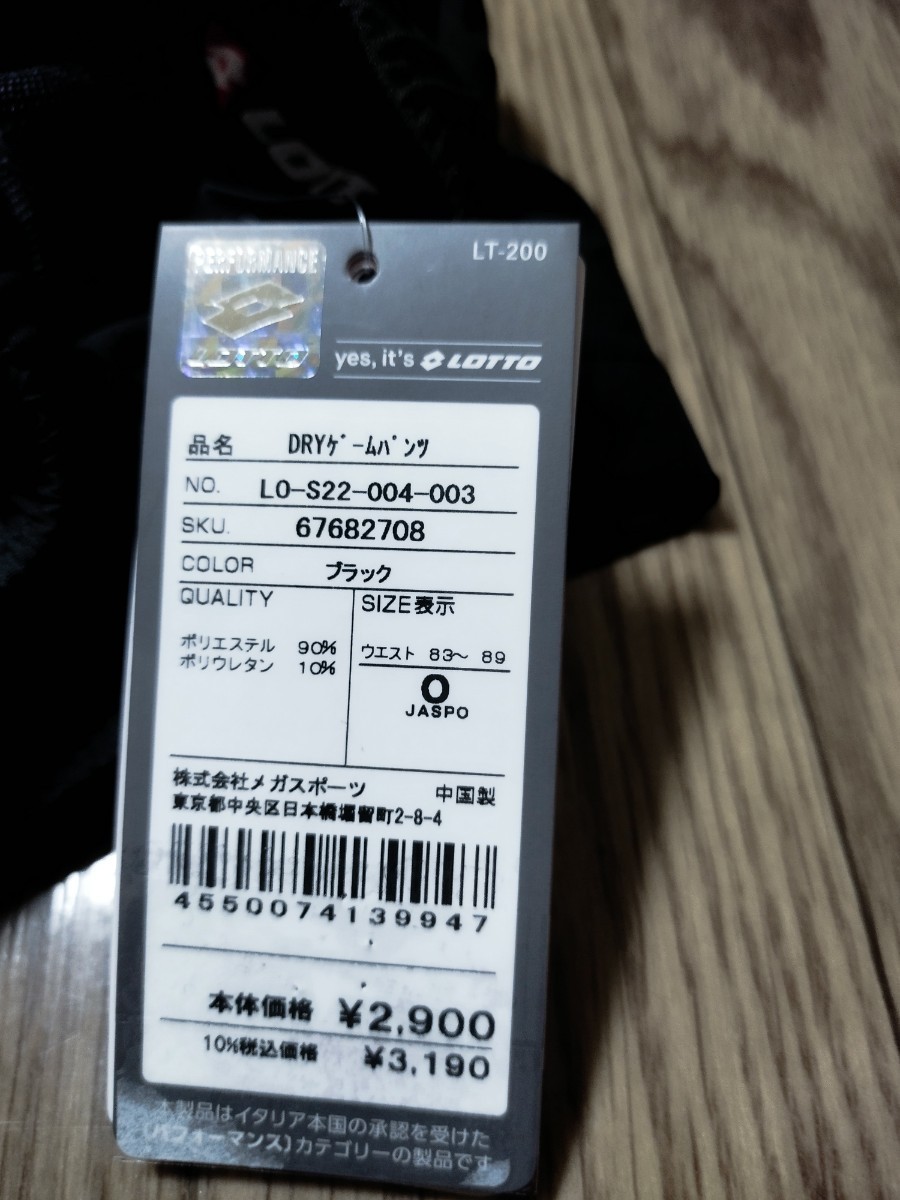 LOTTO
LT-200
PERFORMANCE
LOTTO
yes, it's LOTTO
品名 DRYｹﾞｰﾑﾊﾟﾝﾂ
NO. LO-S22-004-003
SKU. 67682708
COLOR ブラック
QUALITY
ポリエステル 90%
ポリウレタン 10%
SIZE表示
ウエスト 83～ 89
O
JASPO
株式会社メガスポーツ 中国製
東京都中央区日本橋堀留町2-8-4
4550074139947
本体価格 ¥2,900
10%税込価格 ¥3,190
本製品はイタリア本国の承認を受けた
(パフォーマンス)カテゴリーの製品です